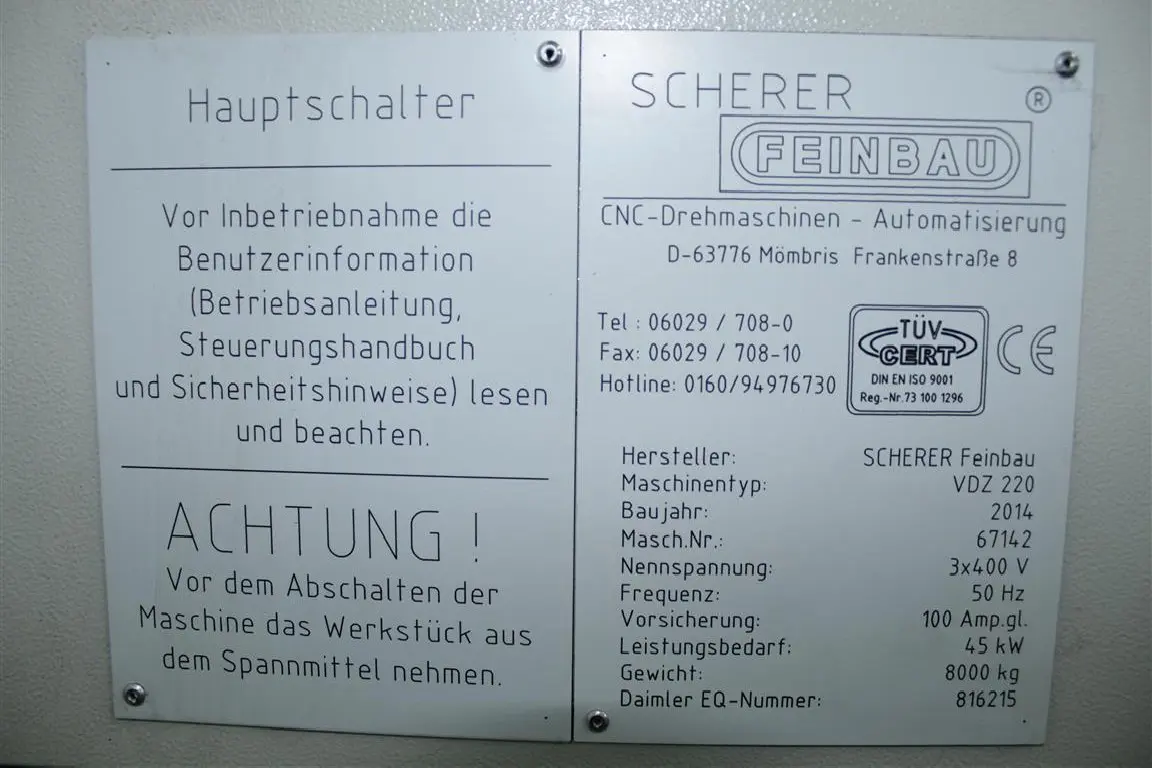 Hauptschalter
Vor Inbetriebnahme die
Benutzerinformation
(Betriebsanleitung,
Steuerungshandbuch
und Sicherheitshinweise) lesen
und beachten.
ACHTUNG !
Vor dem Abschalten der
Maschine das Werkstück aus
dem Spannmittel nehmen.
SCHERER ®
FEINBAU
CNC-Drehmaschinen - Automatisierung
D-63776 Mömbris Frankenstraße 8
Tel : 06029 / 708-0
Fax: 06029 / 708-10
Hotline: 0160/94976730
TÜV
CERT
DIN EN ISO 9001
Reg.-Nr. 73 100 1296
CE
Hersteller: SCHERER Feinbau
Maschinentyp: VDZ 220
Baujahr: 2014
Masch.Nr.: 67142
Nennspannung: 3x400 V
Frequenz: 50 Hz
Vorsicherung: 100 Amp.gl.
Leistungsbedarf: 45 kW
Gewicht: 8000 kg
Daimler EQ-Nummer: 816215